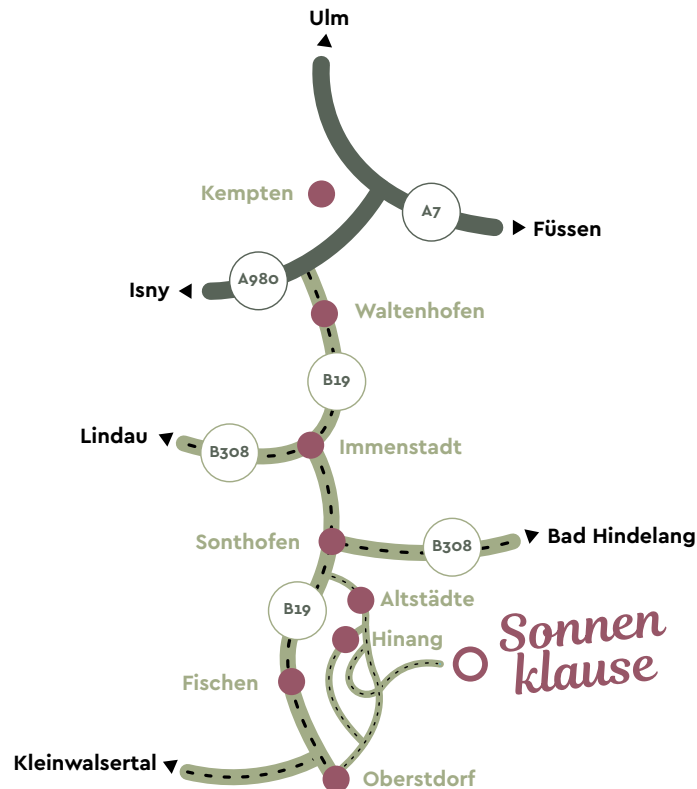 Ulm
Kempten
A7
Füssen
A980
Isny
Waltenhofen
B19
Lindau
B308
Immenstadt
Sonthofen
B308
Bad Hindelang
B19
Altstädte
Sonnen
klause
Hinang
Fischen
Kleinwalsertal
Oberstdorf